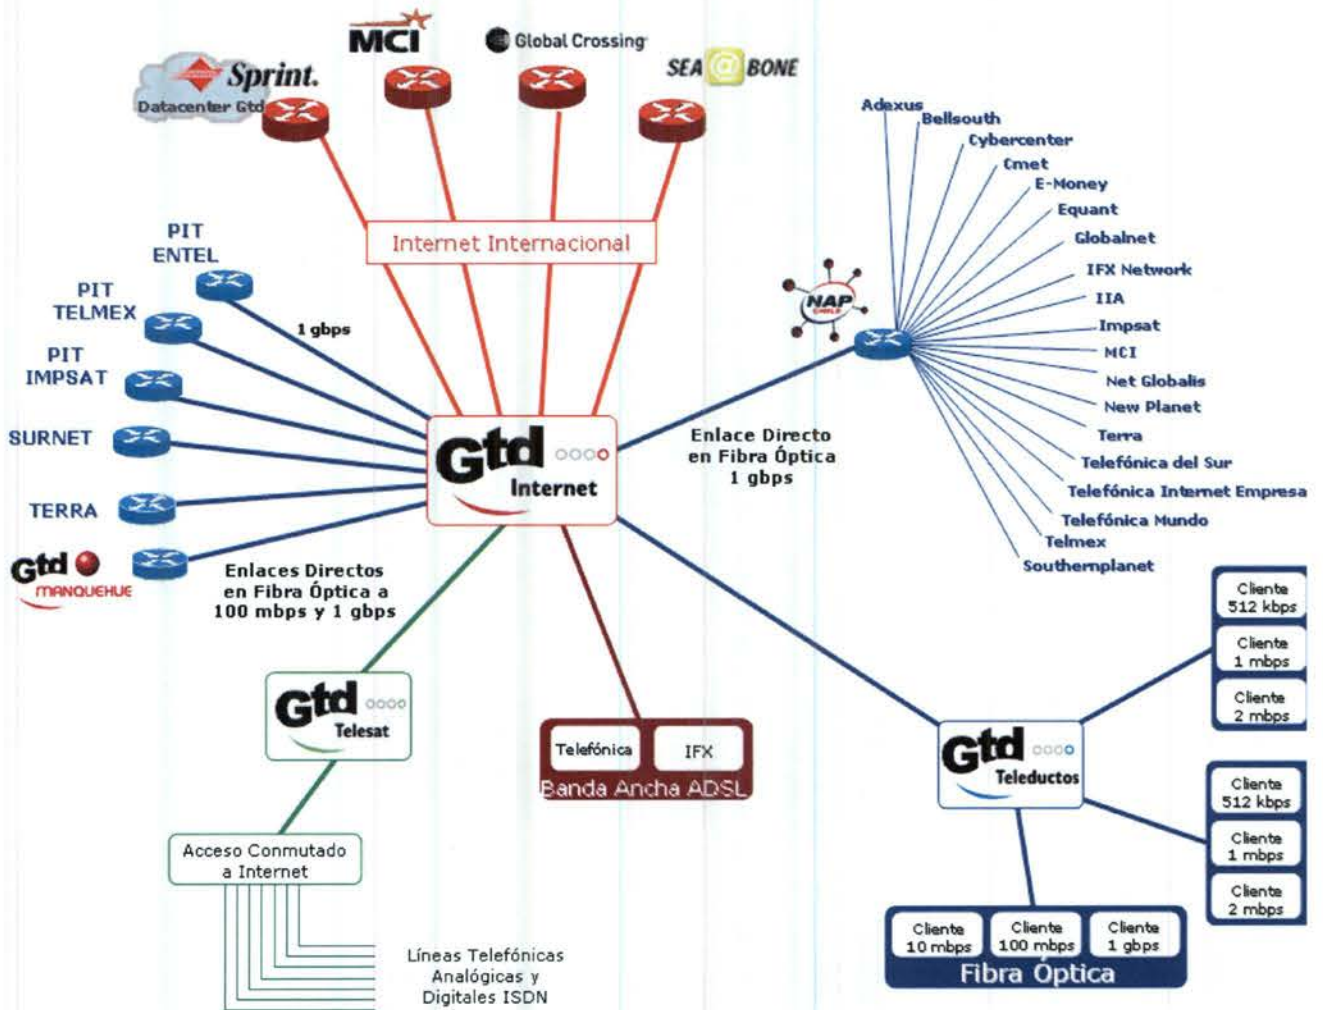 MCI
Global Crossing
Sprint.
Datacenter Gtd
SEA @ BONE
Internet Internacional
PIT
ENTEL
PIT
TELMEX
PIT
IMPSAT
SURNET
TERRA
Gtd
MANQUEHUE
1 gbps
Enlaces Directos
en Fibra Óptica a
100 mbps y 1 gbps
Gtd
Internet
Enlace Directo
en Fibra Óptica
1 gbps
NAP
CHILE
Adexus
Bellsouth
Cybercenter
Cmet
E-Money
Equant
Globalnet
IFX Network
IIA
Impsat
MCI
Net Globalis
New Planet
Terra
Telefónica del Sur
Telefónica Internet Empresa
Telefónica Mundo
Telmex
Southernplanet
Gtd
Telesat
Acceso Conmutado
a Internet
Líneas Telefónicas
Analógicas y
Digitales ISDN
Telefónica
IFX
Banda Ancha ADSL
Gtd
Teleductos
Cliente
512 kbps
Cliente
1 mbps
Cliente
2 mbps
Cliente
512 kbps
Cliente
1 mbps
Cliente
2 mbps
Cliente
10 mbps
Cliente
100 mbps
Cliente
1 gbps
Fibra Óptica